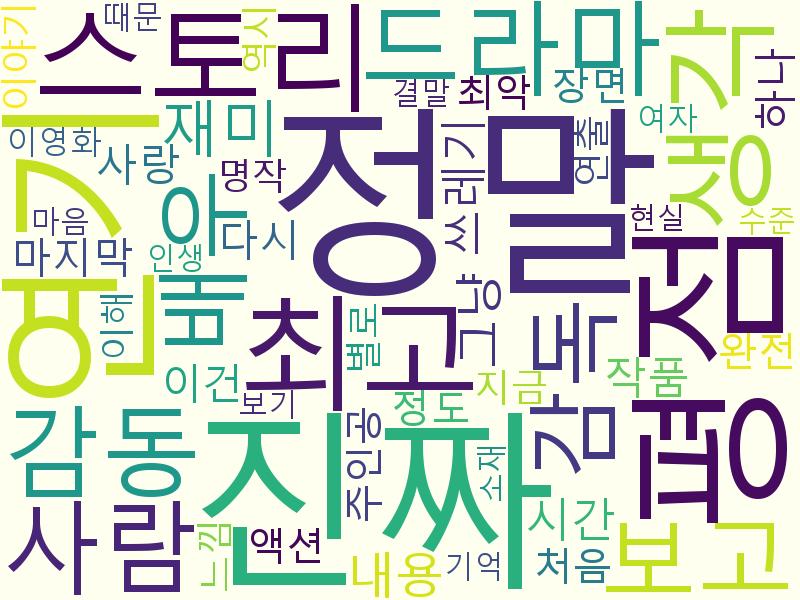 이야기
스토리
때문
역시
드라마
생각
하나
결말
최악
장면
여자
재미
이영화
사랑
명작
정말
쓰레기
연출
연기
마음
배우
다시
현실
수준
마지막
인생
이해
최고
별로
그냥
감독
평점
완전
이건
보기
정도
지금
작품
감동
진짜
주인공
소재
감
시간
사람
느낌
액션
내용
기억
처음
보고